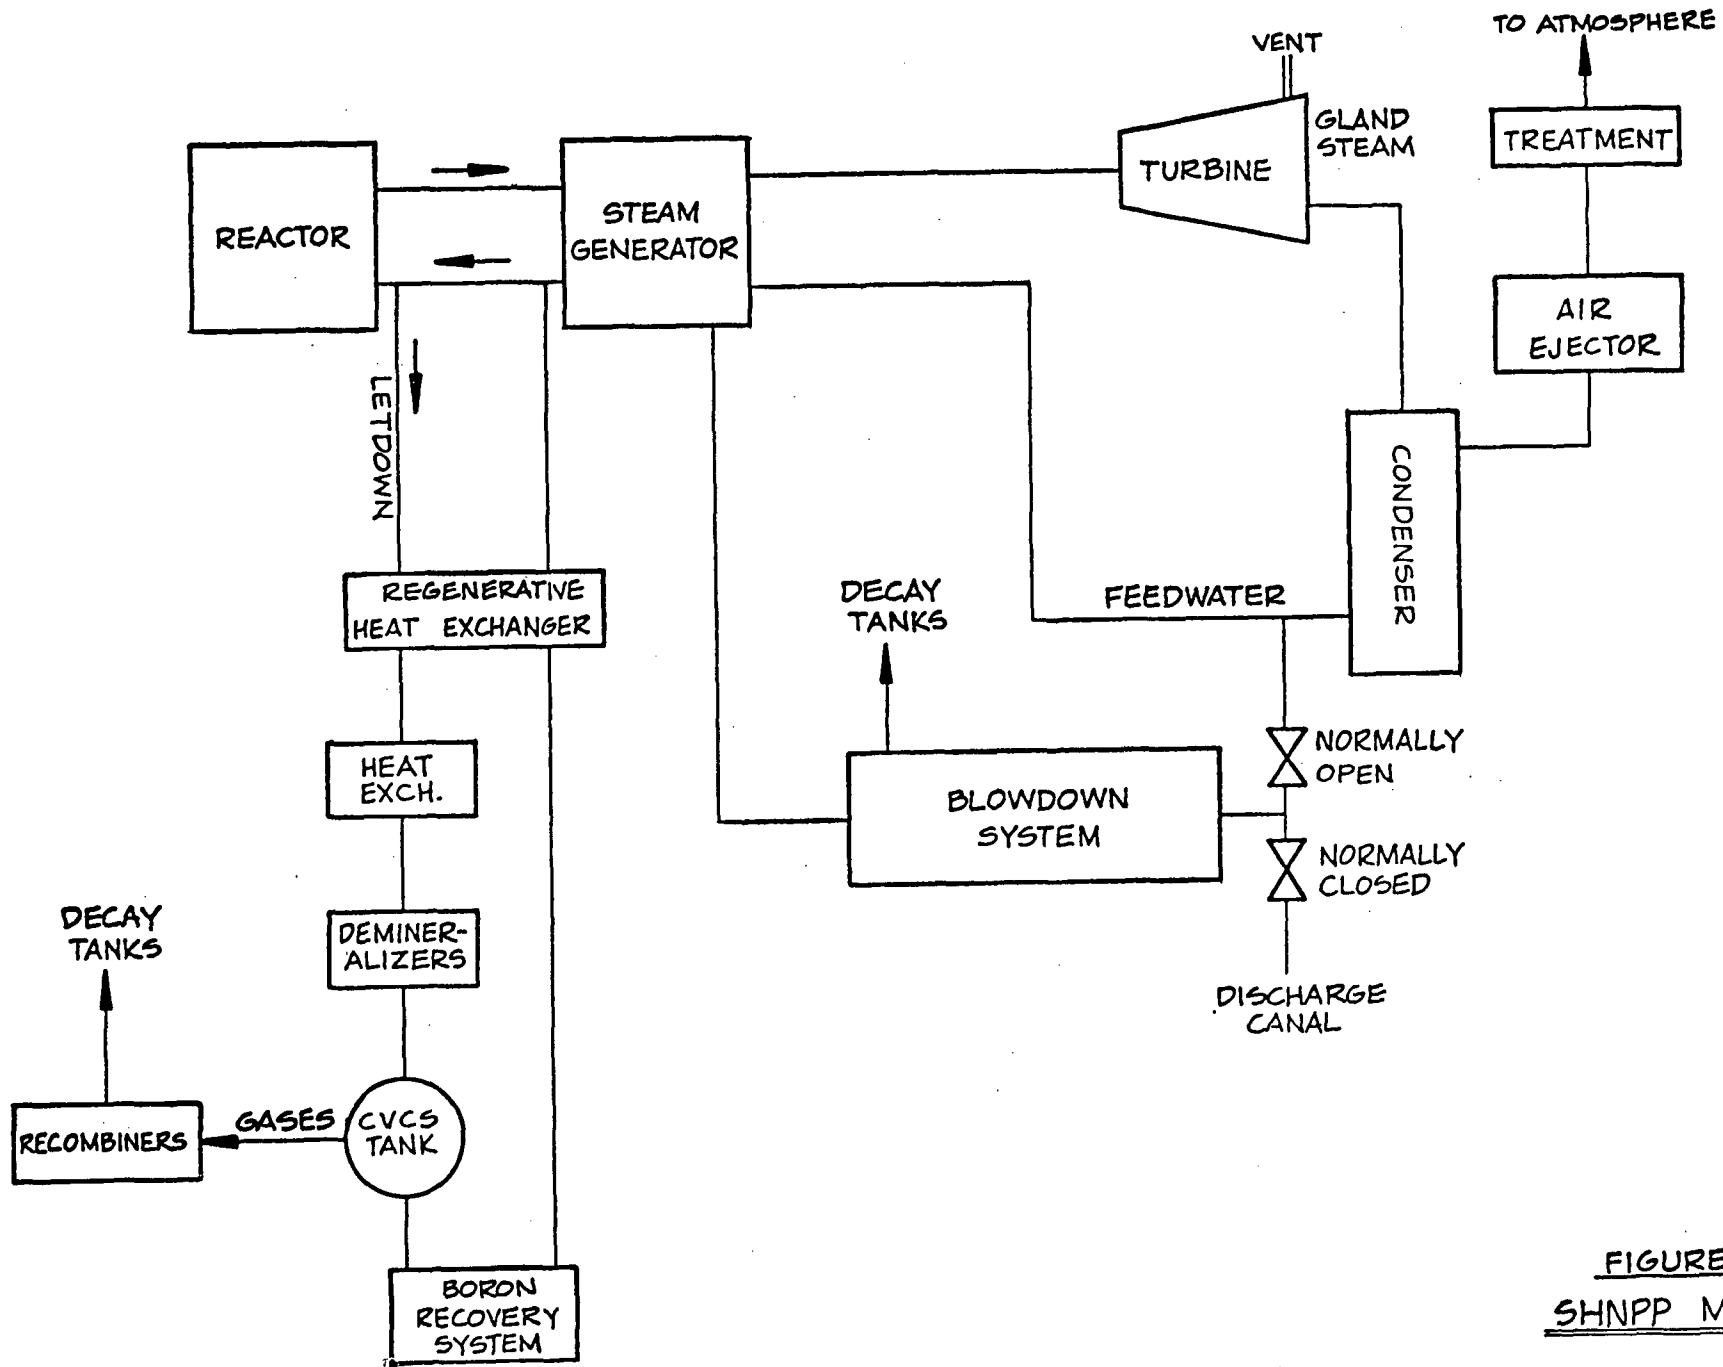 TO ATMOSPHERE
VENT
GLAND
STEAM
TREATMENT
TURBINE
REACTOR
STEAM
GENERATOR
AIR
EJECTOR
LETDOWN
CONDENSER
REGENERATIVE
HEAT EXCHANGER
DECAY
TANKS
FEEDWATER
HEAT
EXCH.
NORMALLY
OPEN
BLOWDOWN
SYSTEM
NORMALLY
CLOSED
DECAY
TANKS
DEMINER-
ALIZERS
DISCHARGE
CANAL
RECOMBINERS
GASES
CVCS
TANK
BORON
RECOVERY
SYSTEM
FIGURE
SHNPP M